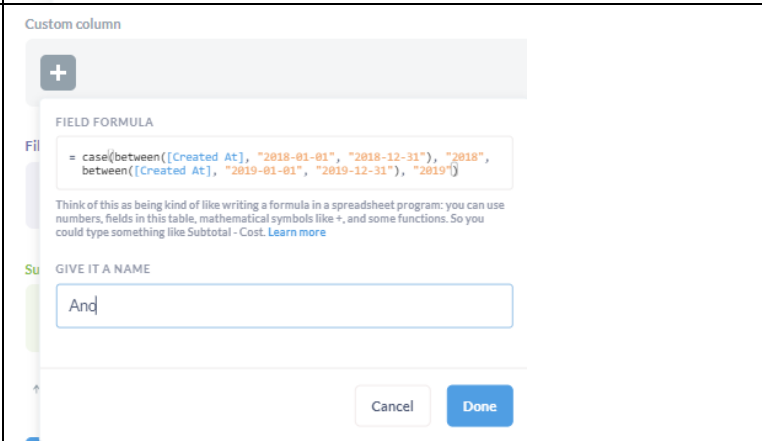 Custom column
+
FIELD FORMULA
Fil
= case(between([Created At], "2018-01-01", "2018-12-31"), "2018",
between([Created At], "2019-01-01", "2019-12-31"), "2019")
Think of this as being kind of like writing a formula in a spreadsheet program: you can use
numbers, fields in this table, mathematical symbols like +, and some functions. So you
could type something like Subtotal - Cost. Learn more
Su
GIVE IT A NAME
Ano
Cancel
Done